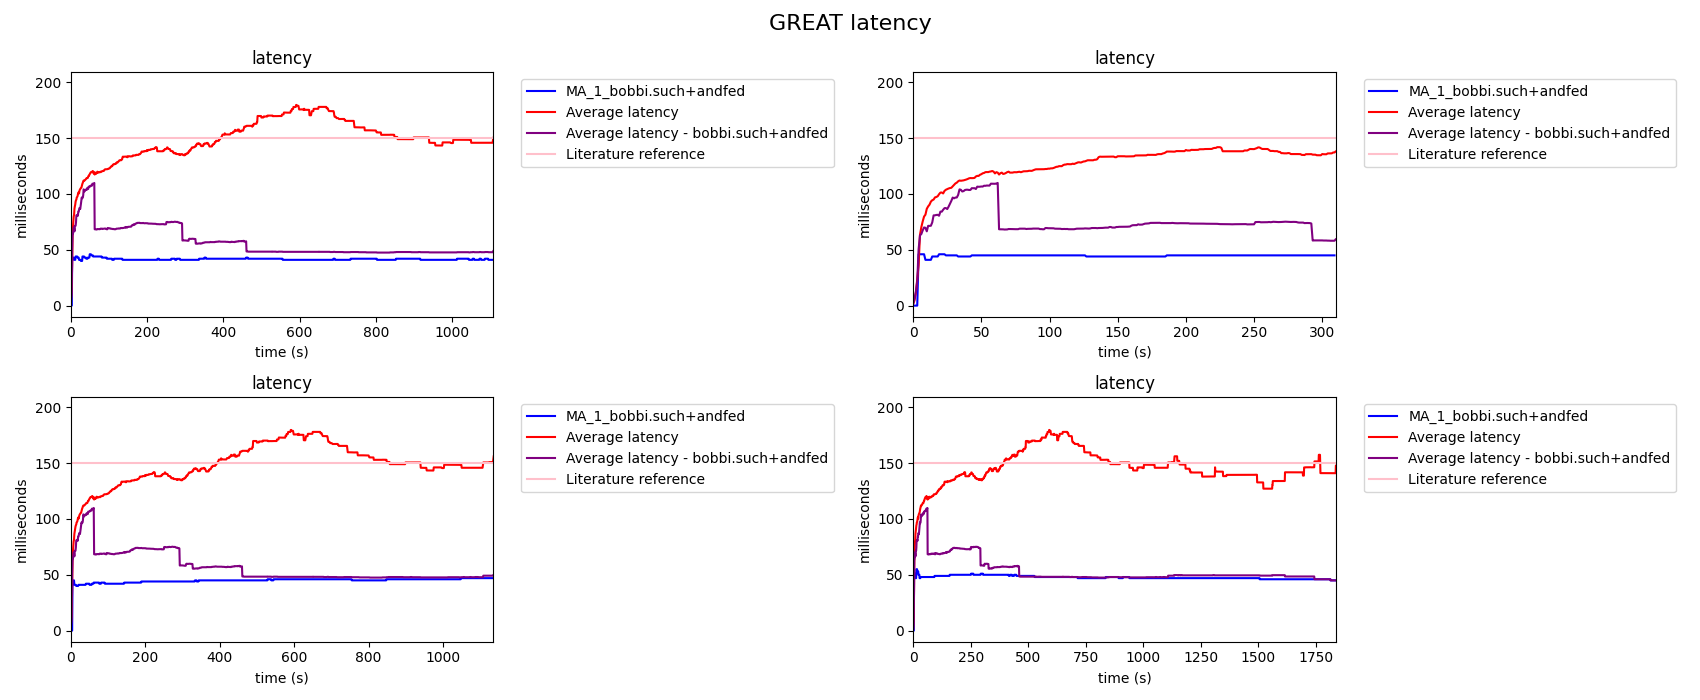 GREAT latency
latency
200
150
100
50
0
milliseconds
0 200 400 600 800 1000
time (s)
MA_1_bobbi.such+andfed
Average latency
Average latency - bobbi.such+andfed
Literature reference
latency
200
150
100
50
0
milliseconds
0 50 100 150 200 250 300
time (s)
MA_1_bobbi.such+andfed
Average latency
Average latency - bobbi.such+andfed
Literature reference
latency
200
150
100
50
0
milliseconds
0 200 400 600 800 1000
time (s)
MA_1_bobbi.such+andfed
Average latency
Average latency - bobbi.such+andfed
Literature reference
latency
200
150
100
50
0
milliseconds
0 250 500 750 1000 1250 1500 1750
time (s)
MA_1_bobbi.such+andfed
Average latency
Average latency - bobbi.such+andfed
Literature reference